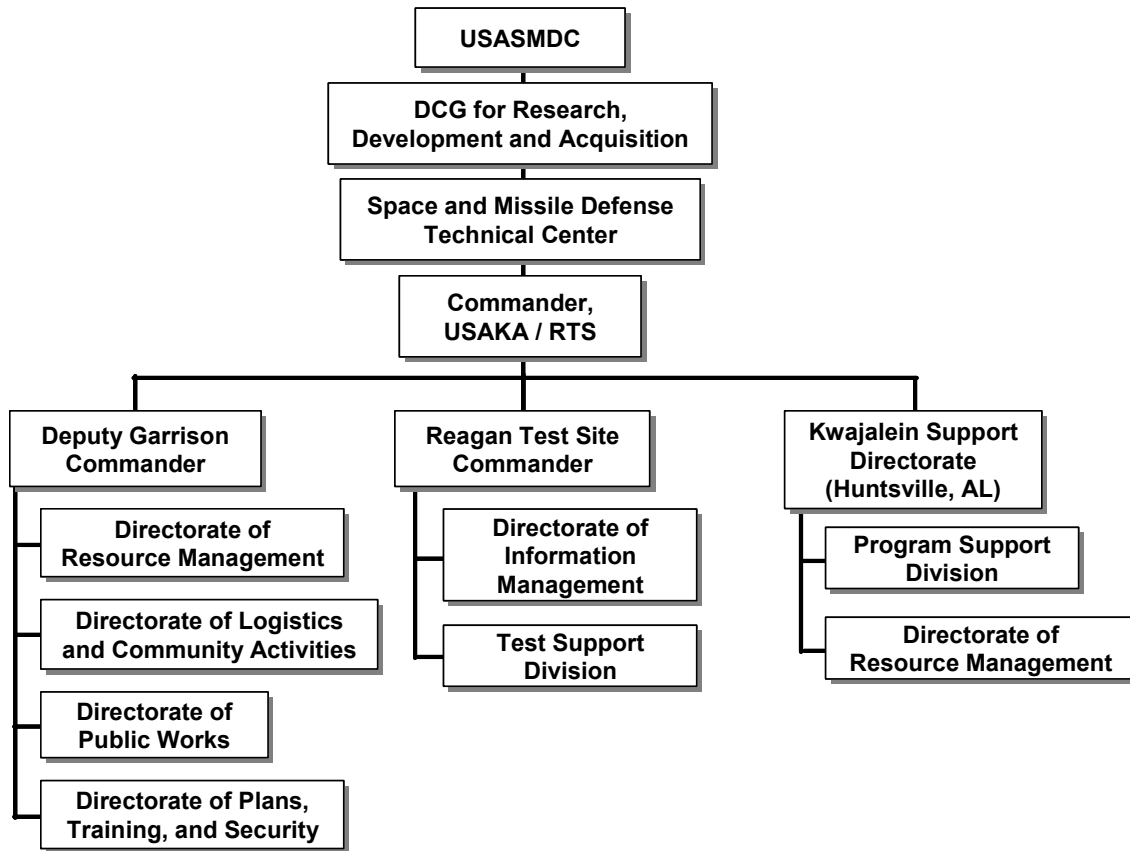 USASMDC
DCG for Research,
Development and Acquisition
Space and Missile Defense
Technical Center
Commander,
USAKA / RTS
Deputy Garrison
Commander
Directorate of
Resource Management
Directorate of Logistics
and Community Activities
Directorate of
Public Works
Directorate of Plans,
Training, and Security
Reagan Test Site
Commander
Directorate of
Information
Management
Test Support
Division
Kwajalein Support
Directorate
(Huntsville, AL)
Program Support
Division
Directorate of
Resource Management